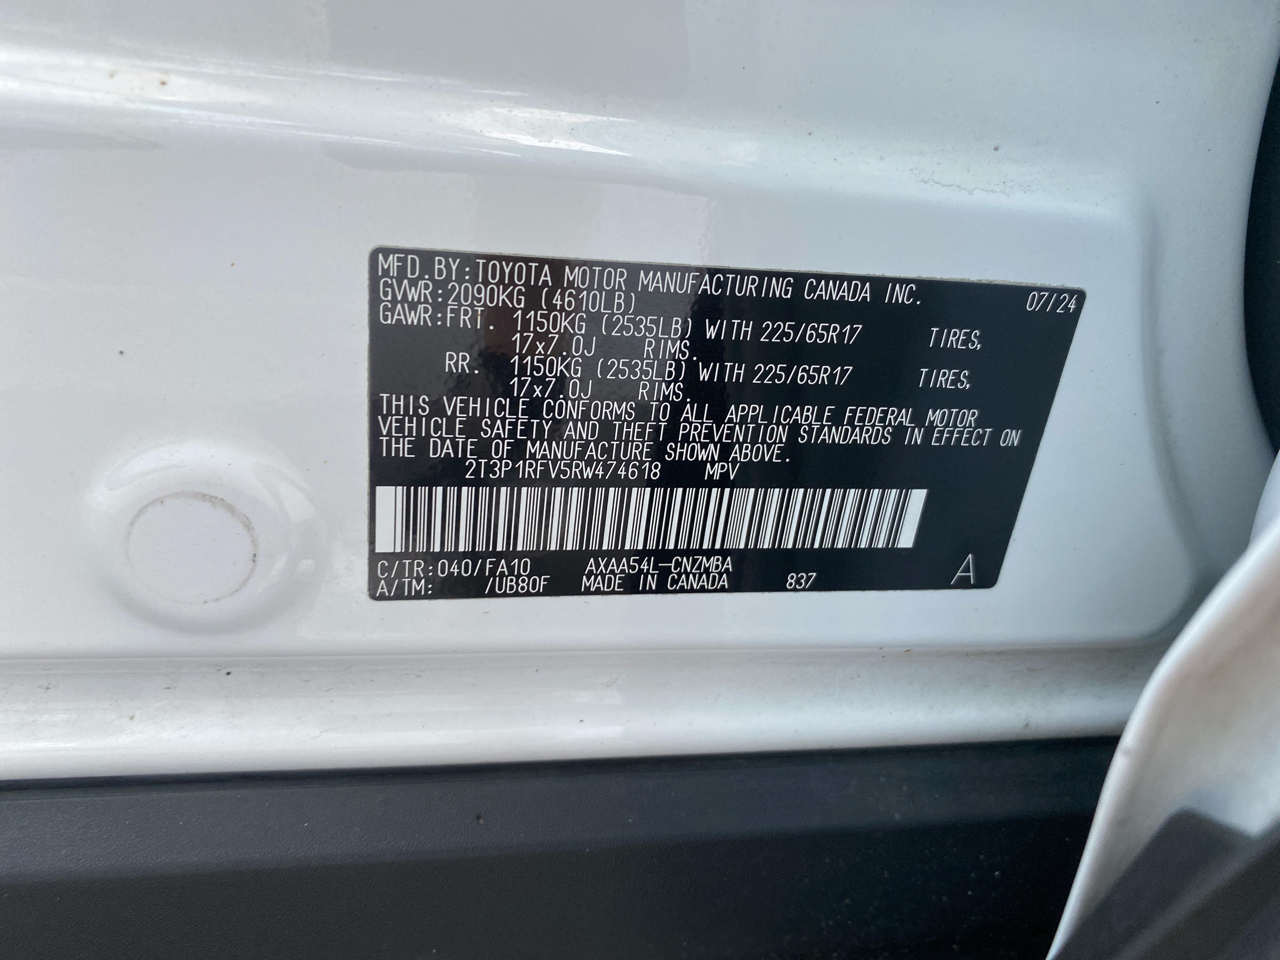 MFD.BY:TOYOTA MOTOR MANUFACTURING CANADA INC. 07/24
GVWR:2090KG (4610LB)
GAWR:FRT. 1150KG (2535LB) WITH 225/65R17 TIRES,
17x7.0J RIMS.
RR. 1150KG (2535LB) WITH 225/65R17 TIRES,
17x7.0J RIMS.
THIS VEHICLE CONFORMS TO ALL APPLICABLE FEDERAL MOTOR
VEHICLE SAFETY AND THEFT PREVENTION STANDARDS IN EFFECT ON
THE DATE OF MANUFACTURE SHOWN ABOVE.
2T3P1RFV5RW474618 MPV
C/TR:040/FA10 AXAA54L-CNZMBA
A/TM: /UB80F MADE IN CANADA 837 A